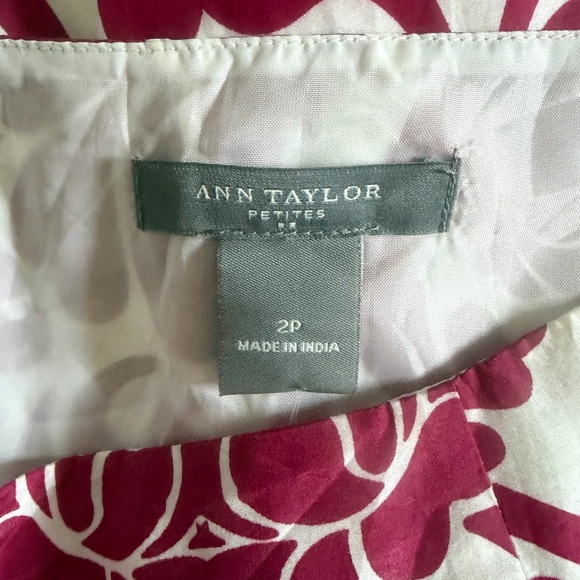 ANN TAYLOR
PETITES
2P
MADE IN INDIA